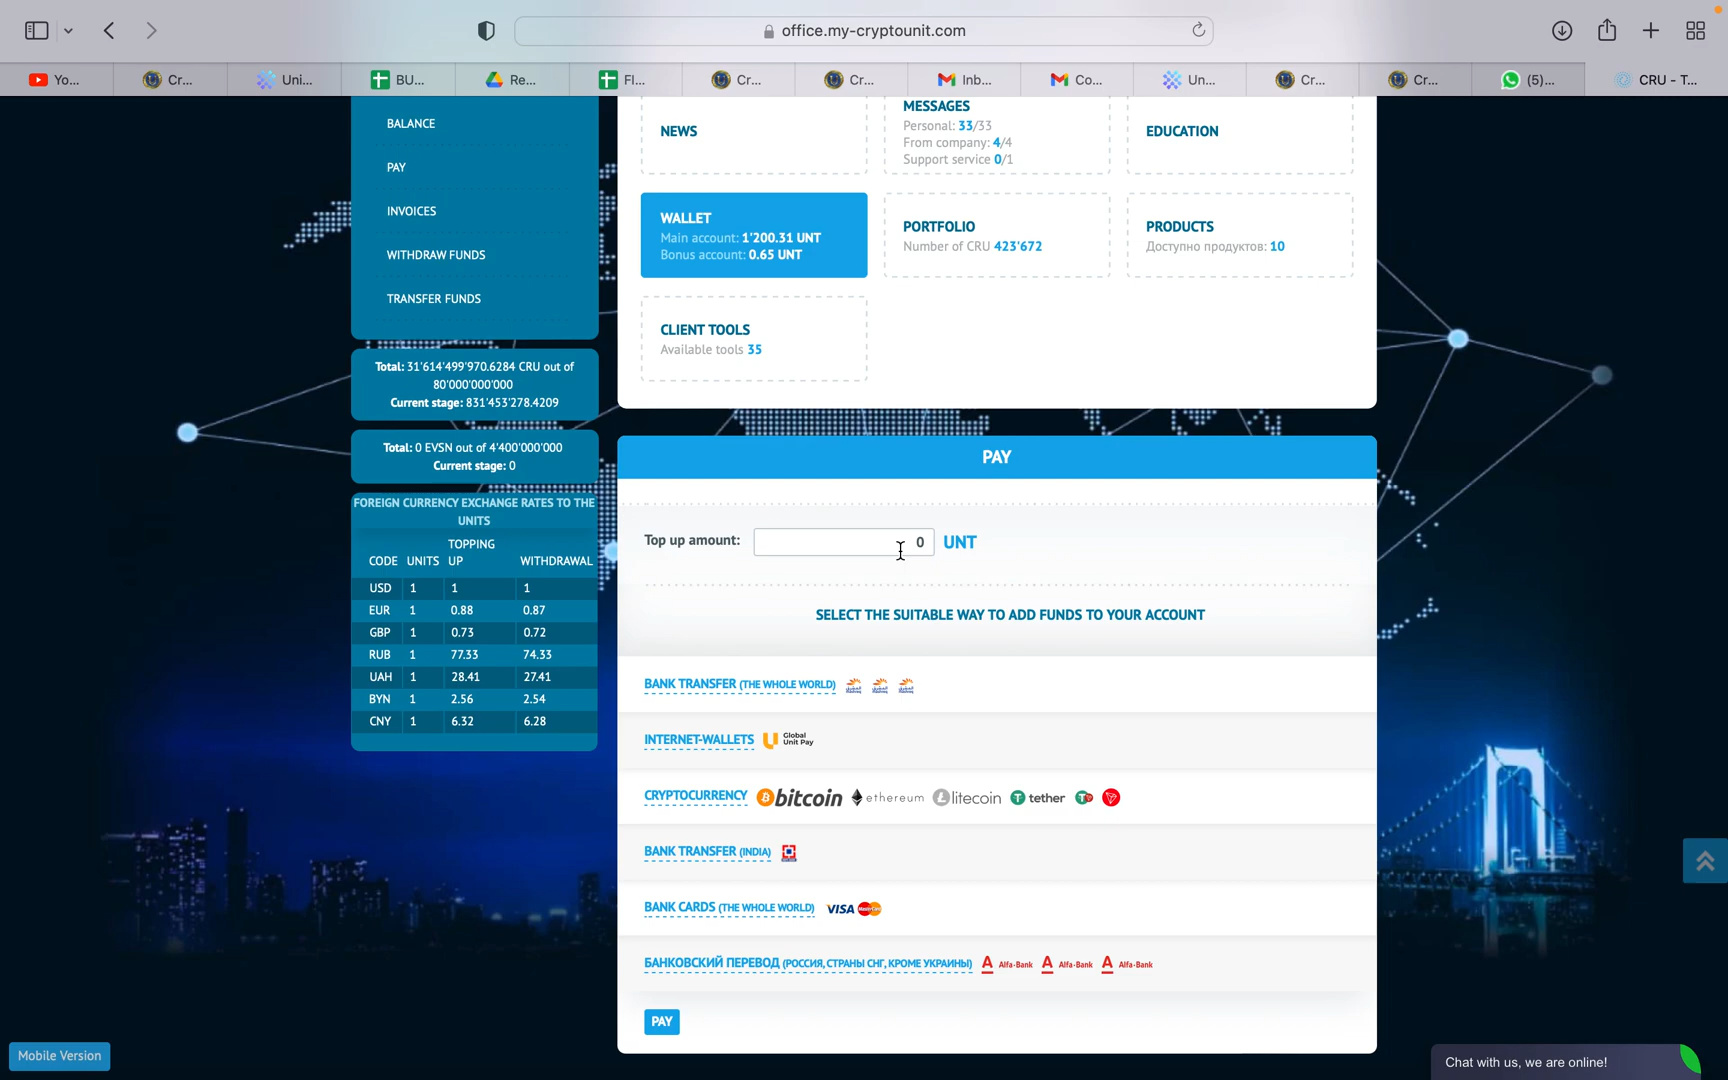 office.my-cryptounit.com
Yo...
Cr...
Uni...
BU...
Re...
Fl...
Cr...
Cr...
Inb...
Co...
Un...
Cr...
Cr...
(5)...
CRU - T...
BALANCE
PAY
INVOICES
WITHDRAW FUNDS
TRANSFER FUNDS
Total: 31'614'499'970.6284 CRU out of
80'000'000'000
Current stage: 831'453'278.4209
Total: 0 EVSN out of 4'400'000'000
Current stage: 0
FOREIGN CURRENCY EXCHANGE RATES TO THE
UNITS
CODE UNITS TOPPING UP WITHDRAWAL
USD 1 1 1
EUR 1 0.88 0.87
GBP 1 0.73 0.72
RUB 1 77.33 74.33
UAH 1 28.41 27.41
BYN 1 2.56 2.54
CNY 1 6.32 6.28
NEWS
MESSAGES
Personal: 33/33
From company: 4/4
Support service 0/1
EDUCATION
WALLET
Main account: 1'200.31 UNT
Bonus account: 0.65 UNT
PORTFOLIO
Number of CRU 423'672
PRODUCTS
Доступно продуктов: 10
CLIENT TOOLS
Available tools 35
PAY
Top up amount: 0 UNT
SELECT THE SUITABLE WAY TO ADD FUNDS TO YOUR ACCOUNT
BANK TRANSFER (THE WHOLE WORLD)
INTERNET-WALLETS Global Unit Pay
CRYPTOCURRENCY bitcoin ethereum litecoin tether
BANK TRANSFER (INDIA)
BANK CARDS (THE WHOLE WORLD) VISA MasterCard
БАНКОВСКИЙ ПЕРЕВОД (РОССИЯ, СТРАНЫ СНГ, КРОМЕ УКРАИНЫ) Alfa-Bank Alfa-Bank Alfa-Bank
PAY
Mobile Version
Chat with us, we are online!